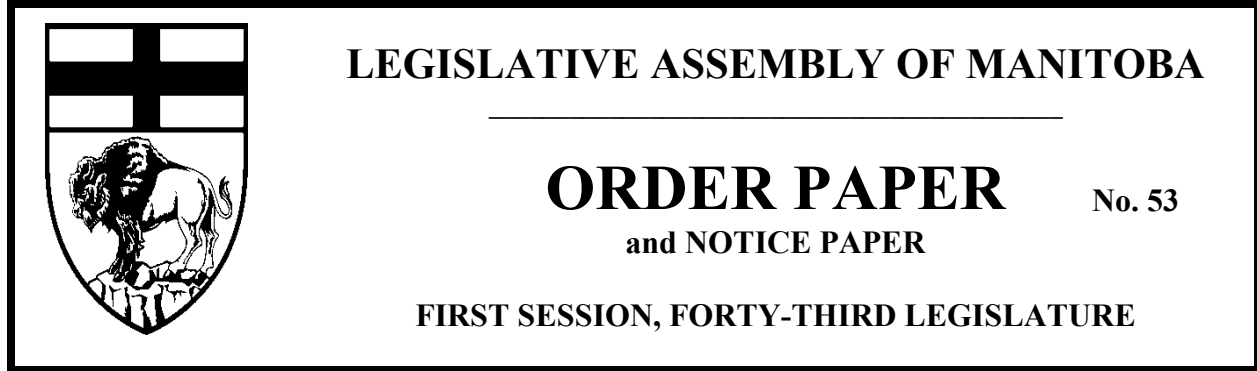 LEGISLATIVE ASSEMBLY OF MANITOBA
ORDER PAPER No. 53
and NOTICE PAPER
FIRST SESSION, FORTY-THIRD LEGISLATURE